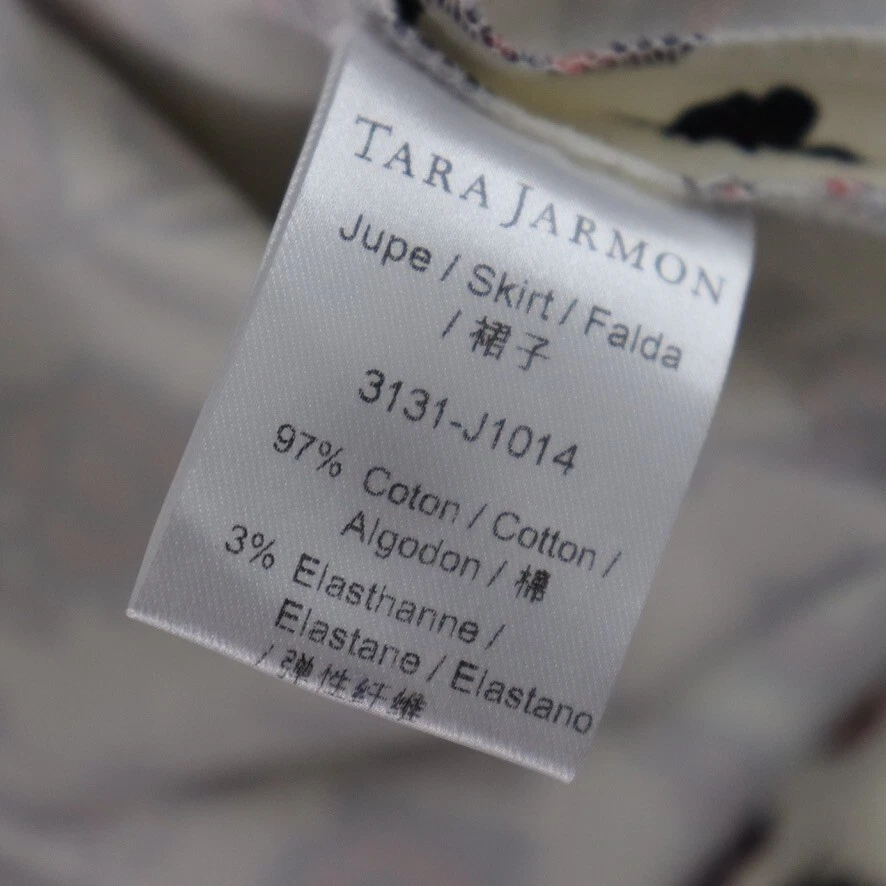 TARA JARMON
Jupe / Skirt / Falda
/ 裙子
3131-J1014
97% Coton / Cotton /
Algodon / 棉
3% Elasthanne /
Elastane / Elastano
/ 弹性纤维